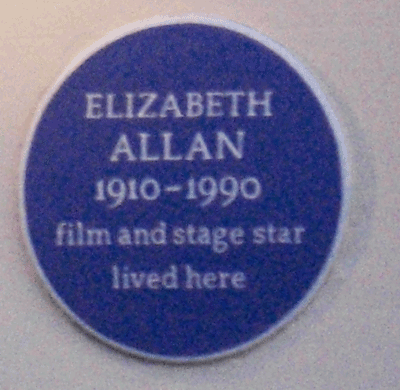 ELIZABETH
ALLAN
1910-1990
film and stage star
lived here